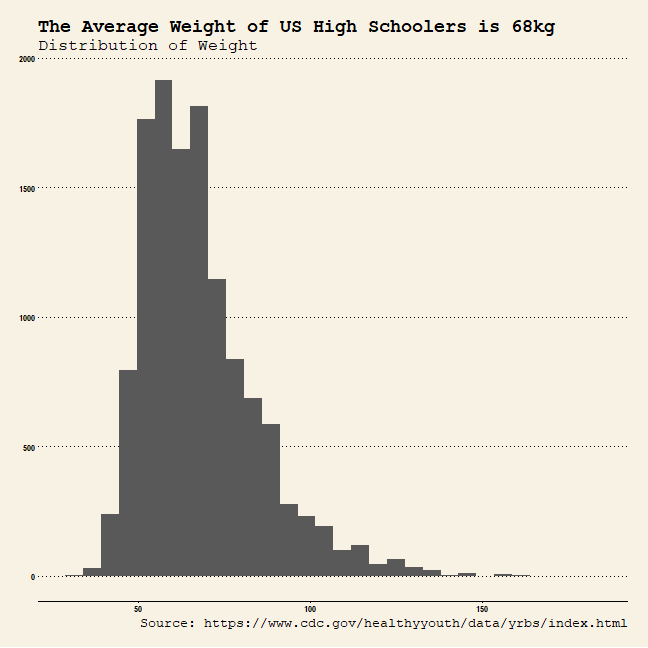 The Average Weight of US High Schoolers is 68kg
Distribution of Weight
2000
1500
1000
500
0
50 100 150
Source: https://www.cdc.gov/healthyyouth/data/yrbs/index.html